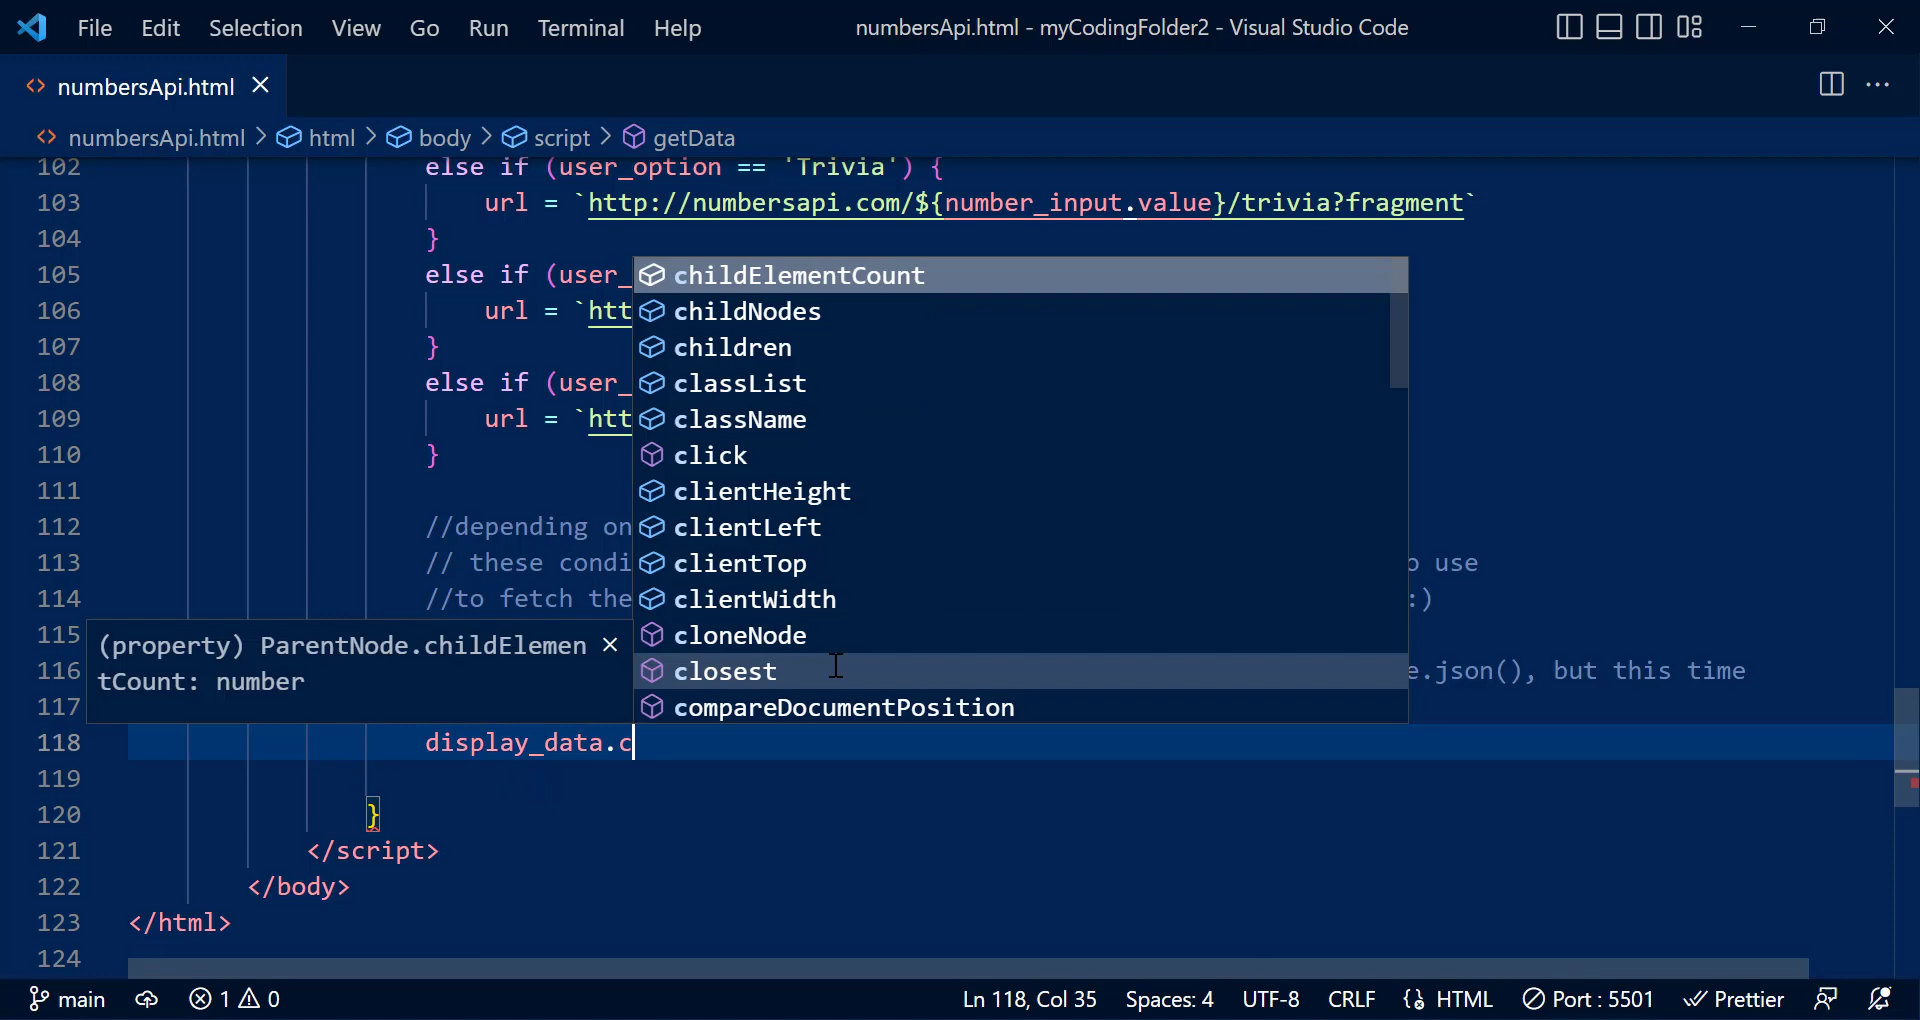 File Edit Selection View Go Run Terminal Help numbersApi.html - myCodingFolder2 - Visual Studio Code
numbersApi.html
numbersApi.html > html > body > script > getData
102 else if (user_option == 'Trivia') {
103 url = `http://numbersapi.com/${number_input.value}/trivia?fragment`
104 }
105 else if (user_ childElementCount
106 url = `htt childNodes
107 } children
108 else if (user_ classList
109 url = `htt className
110 } click
111 clientHeight
112 //depending on clientLeft
113 // these condi clientTop o use
114 //to fetch the clientWidth :)
115 (property) ParentNode.childElemen cloneNode
116 tCount: number closest e.json(), but this time
117 compareDocumentPosition
118 display_data.c
119
120 }
121 </script>
122 </body>
123 </html>
124
main 1 0 Ln 118, Col 35 Spaces: 4 UTF-8 CRLF HTML Port : 5501 Prettier